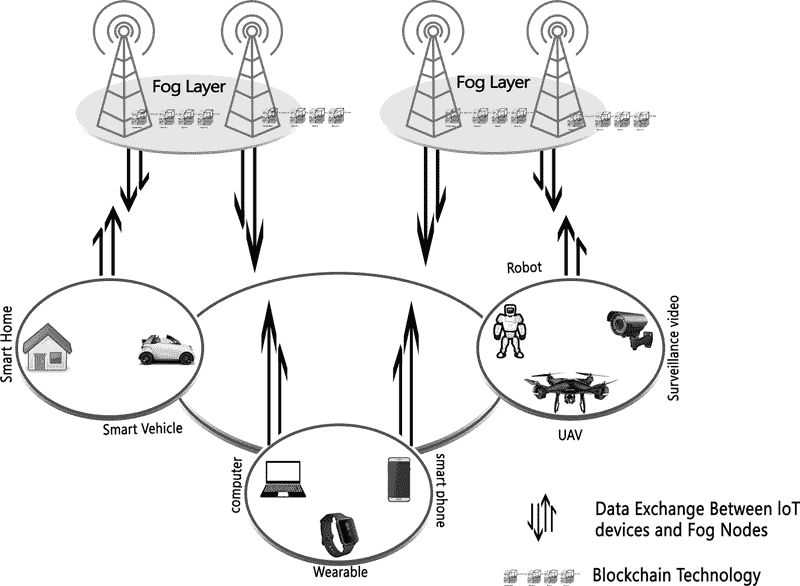 Fog Layer
Fog Layer
Robot
Smart Home
Surveillance video
Smart Vehicle
UAV
computer
smart phone
Wearable
Data Exchange Between IoT
devices and Fog Nodes
Blockchain Technology